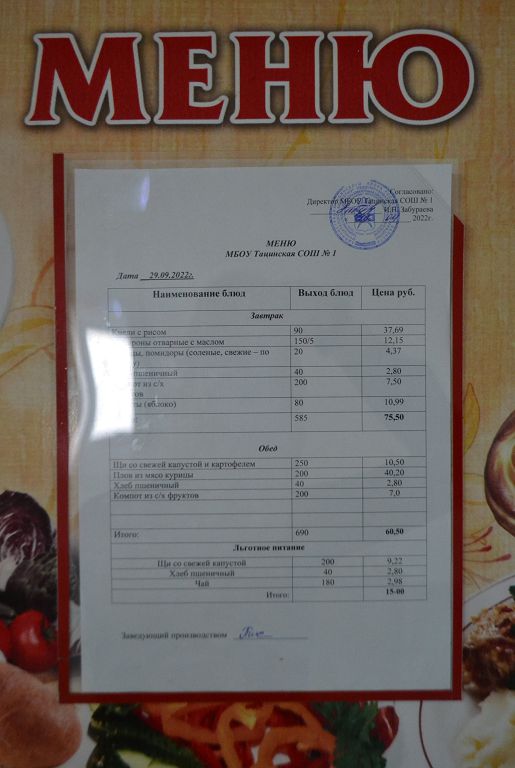 МЕНЮ
Согласовано:
Директор МБОУ Тацинская СОШ № 1
И.Н. Забураева
2022г.
МЕНЮ
МБОУ Тацинская СОШ № 1
Дата 29.09.2022г.
Наименование блюд Выход блюд Цена руб.
Завтрак
с рисом 90 37,69
отварные с маслом 150/5 12,15
помидоры (соленые, свежие – по 20 4,37
пшеничный 40 2,80
из с/х 200 7,50
(яблоко) 80 10,99
585 75,50
Обед
Щи со свежей капустой и картофелем 250 10,50
Плов из мясо курицы 200 40,20
Хлеб пшеничный 40 2,80
Компот из с/х фруктов 200 7,0
Итого: 690 60,50
Льготное питание
Щи со свежей капустой 200 9,22
Хлеб пшеничный 40 2,80
Чай 180 2,98
Итого: 15-00
Заведующий производством